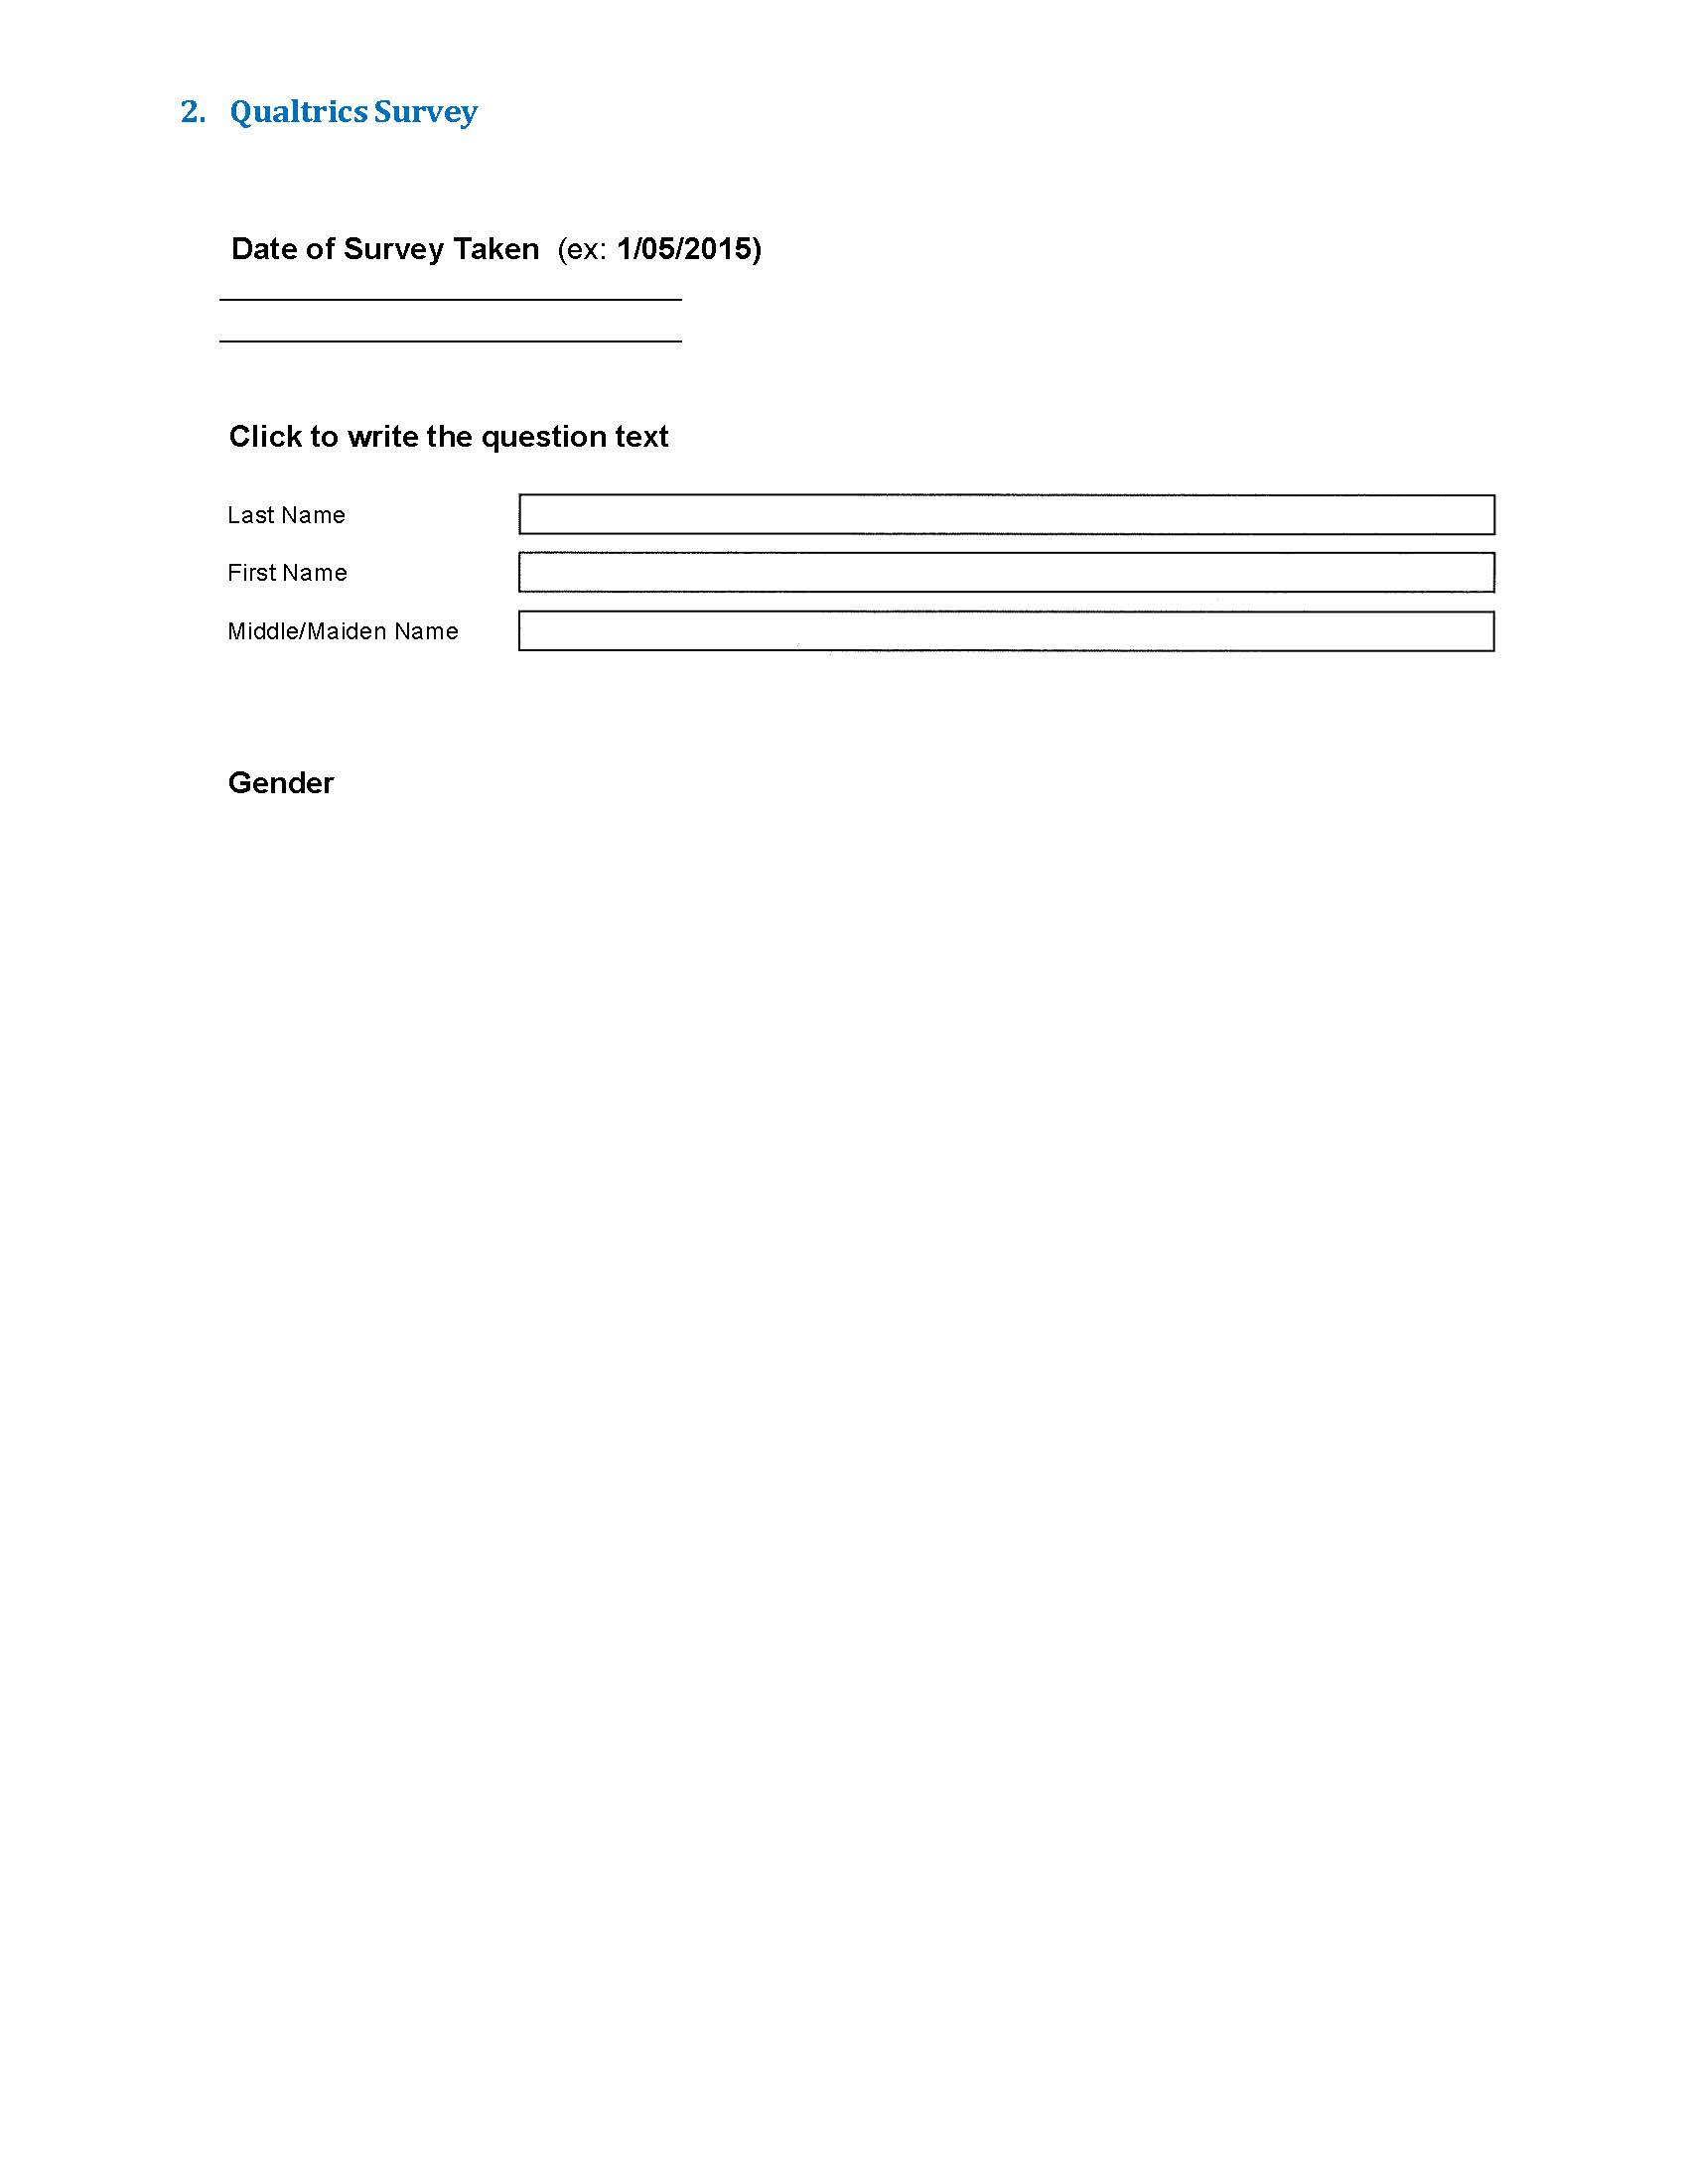 2. Qualtrics Survey
Date of Survey Taken (ex: 1/05/2015)
Click to write the question text
Last Name
First Name
Middle/Maiden Name
Gender